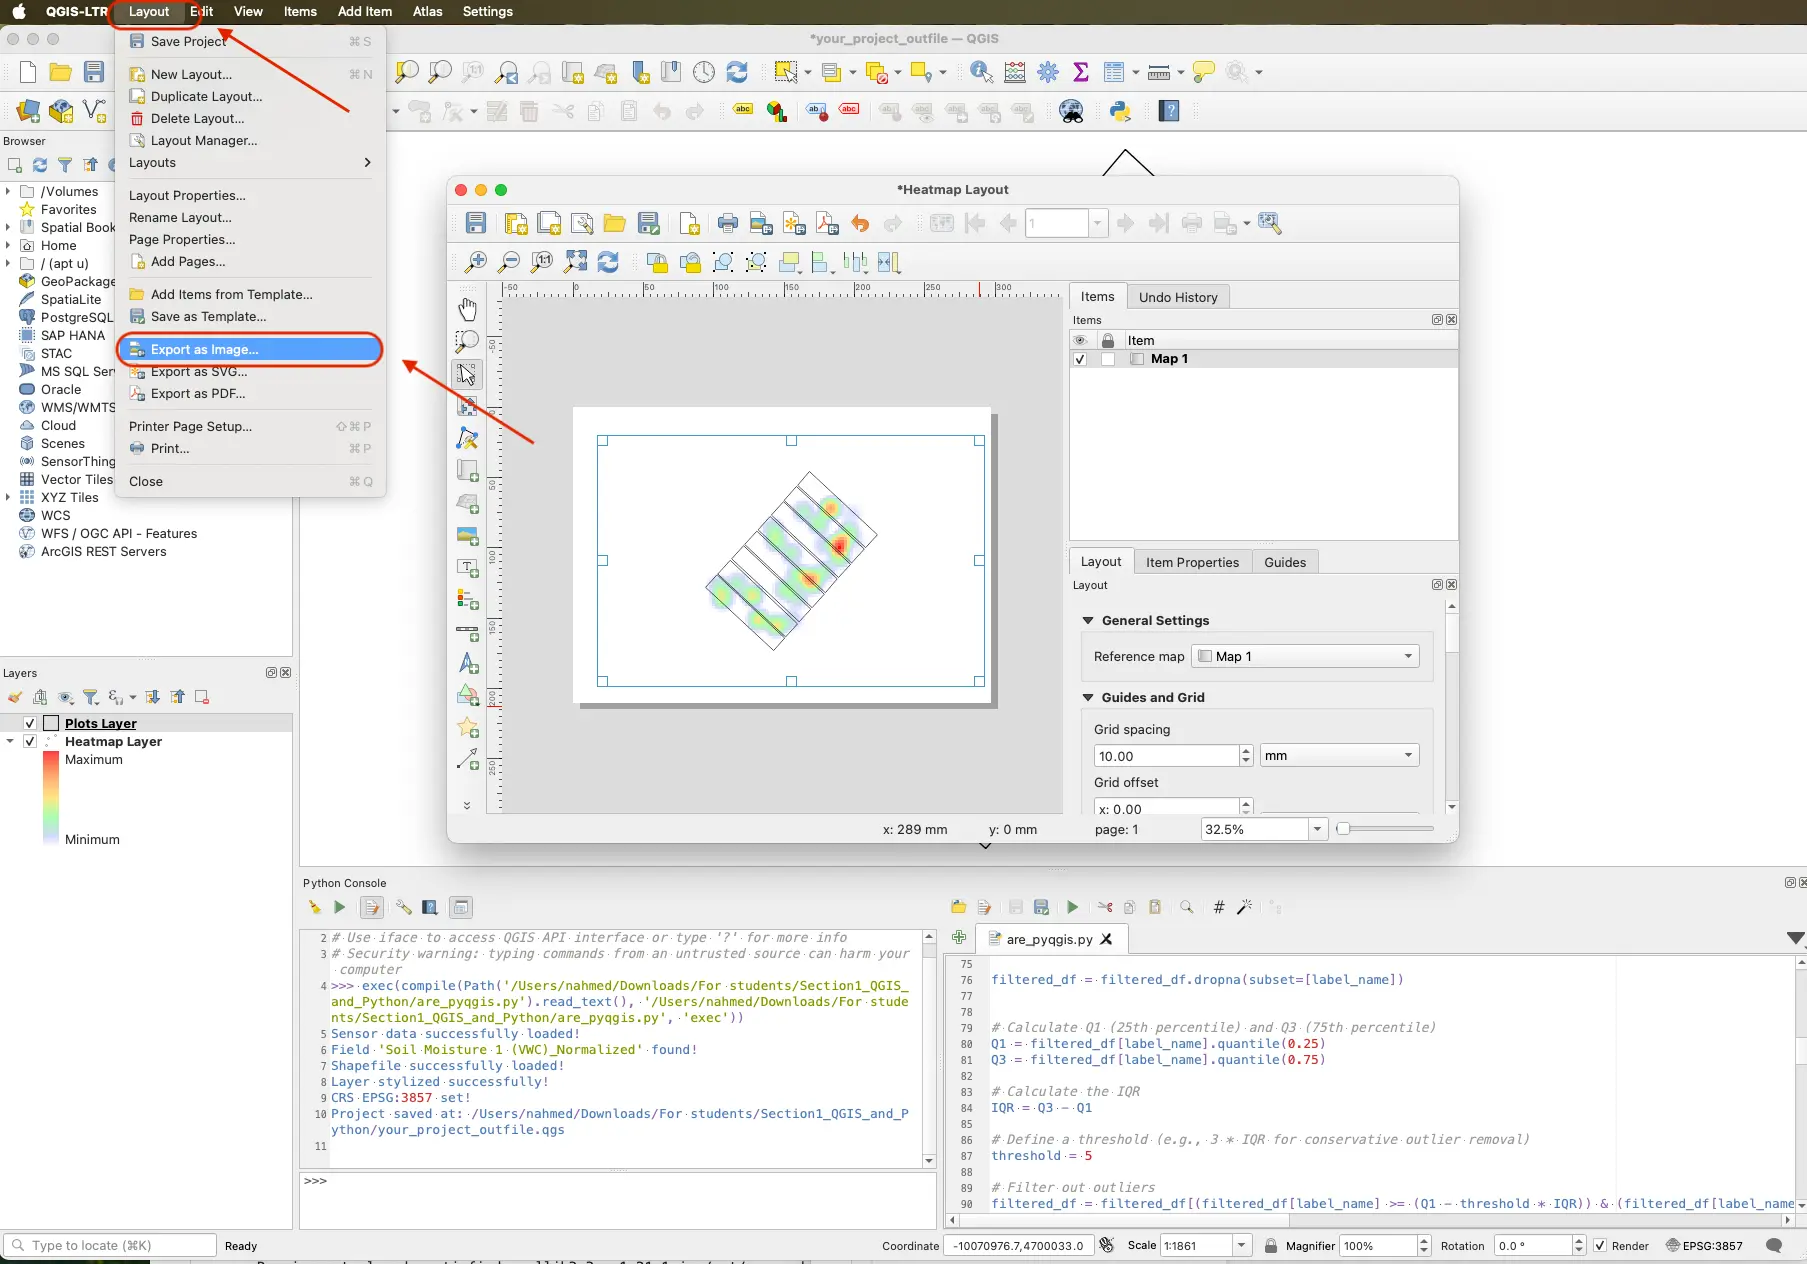 QGIS-LTR Layout Edit View Items Add Item Atlas Settings
*your_project_outfile — QGIS
Save Project ⌘ S
New Layout... ⌘ N
Duplicate Layout...
Delete Layout...
Layout Manager...
Layouts
Layout Properties...
Rename Layout...
Page Properties...
Add Pages...
Add Items from Template...
Save as Template...
Export as Image...
Export as SVG...
Export as PDF...
Printer Page Setup... ⇧ ⌘ P
Print... ⌘ P
Close ⌘ Q
Browser
/Volumes
Favorites
Spatial Book
Home
/ (apt u)
GeoPackage
SpatiaLite
PostgreSQL
SAP HANA
STAC
MS SQL Ser
Oracle
WMS/WMTS
Cloud
Scenes
SensorThing
Vector Tiles
XYZ Tiles
WCS
WFS / OGC API - Features
ArcGIS REST Servers
*Heatmap Layout
1
-50 0 50 100 150 200 250 300
Items Undo History
Items
Item
Map 1
Layout Item Properties Guides
Layout
General Settings
Reference map Map 1
Guides and Grid
Grid spacing
10.00 mm
Grid offset
x: 0.00
x: 289 mm y: 0 mm page: 1 32.5%
Layers
Plots Layer
Heatmap Layer
Maximum
Minimum
Python Console
2 # Use iface to access QGIS API interface or type '?' for more info
3 # Security warning: typing commands from an untrusted source can harm your
computer
4 >>> exec(compile(Path('/Users/nahmed/Downloads/For students/Section1_QGIS_
and_Python/are_pyqgis.py').read_text(), '/Users/nahmed/Downloads/For stude
nts/Section1_QGIS_and_Python/are_pyqgis.py', 'exec'))
5 Sensor data successfully loaded!
6 Field 'Soil Moisture 1 (VWC)_Normalized' found!
7 Shapefile successfully loaded!
8 Layer stylized successfully!
9 CRS EPSG:3857 set!
10 Project saved at: /Users/nahmed/Downloads/For students/Section1_QGIS_and_P
ython/your_project_outfile.qgs
11
>>>
are_pyqgis.py
75
76 filtered_df = filtered_df.dropna(subset=[label_name])
77
78
79 # Calculate Q1 (25th percentile) and Q3 (75th percentile)
80 Q1 = filtered_df[label_name].quantile(0.25)
81 Q3 = filtered_df[label_name].quantile(0.75)
82
83 # Calculate the IQR
84 IQR = Q3 - Q1
85
86 # Define a threshold (e.g., 3 * IQR for conservative outlier removal)
87 threshold = 5
88
89 # Filter out outliers
90 filtered_df = filtered_df[(filtered_df[label_name] >= (Q1 - threshold * IQR)) & (filtered_df[label_name
Type to locate (⌘K) Ready Coordinate -10070976.7,4700033.0 Scale 1:1861 Magnifier 100% Rotation 0.0 ° Render EPSG:3857